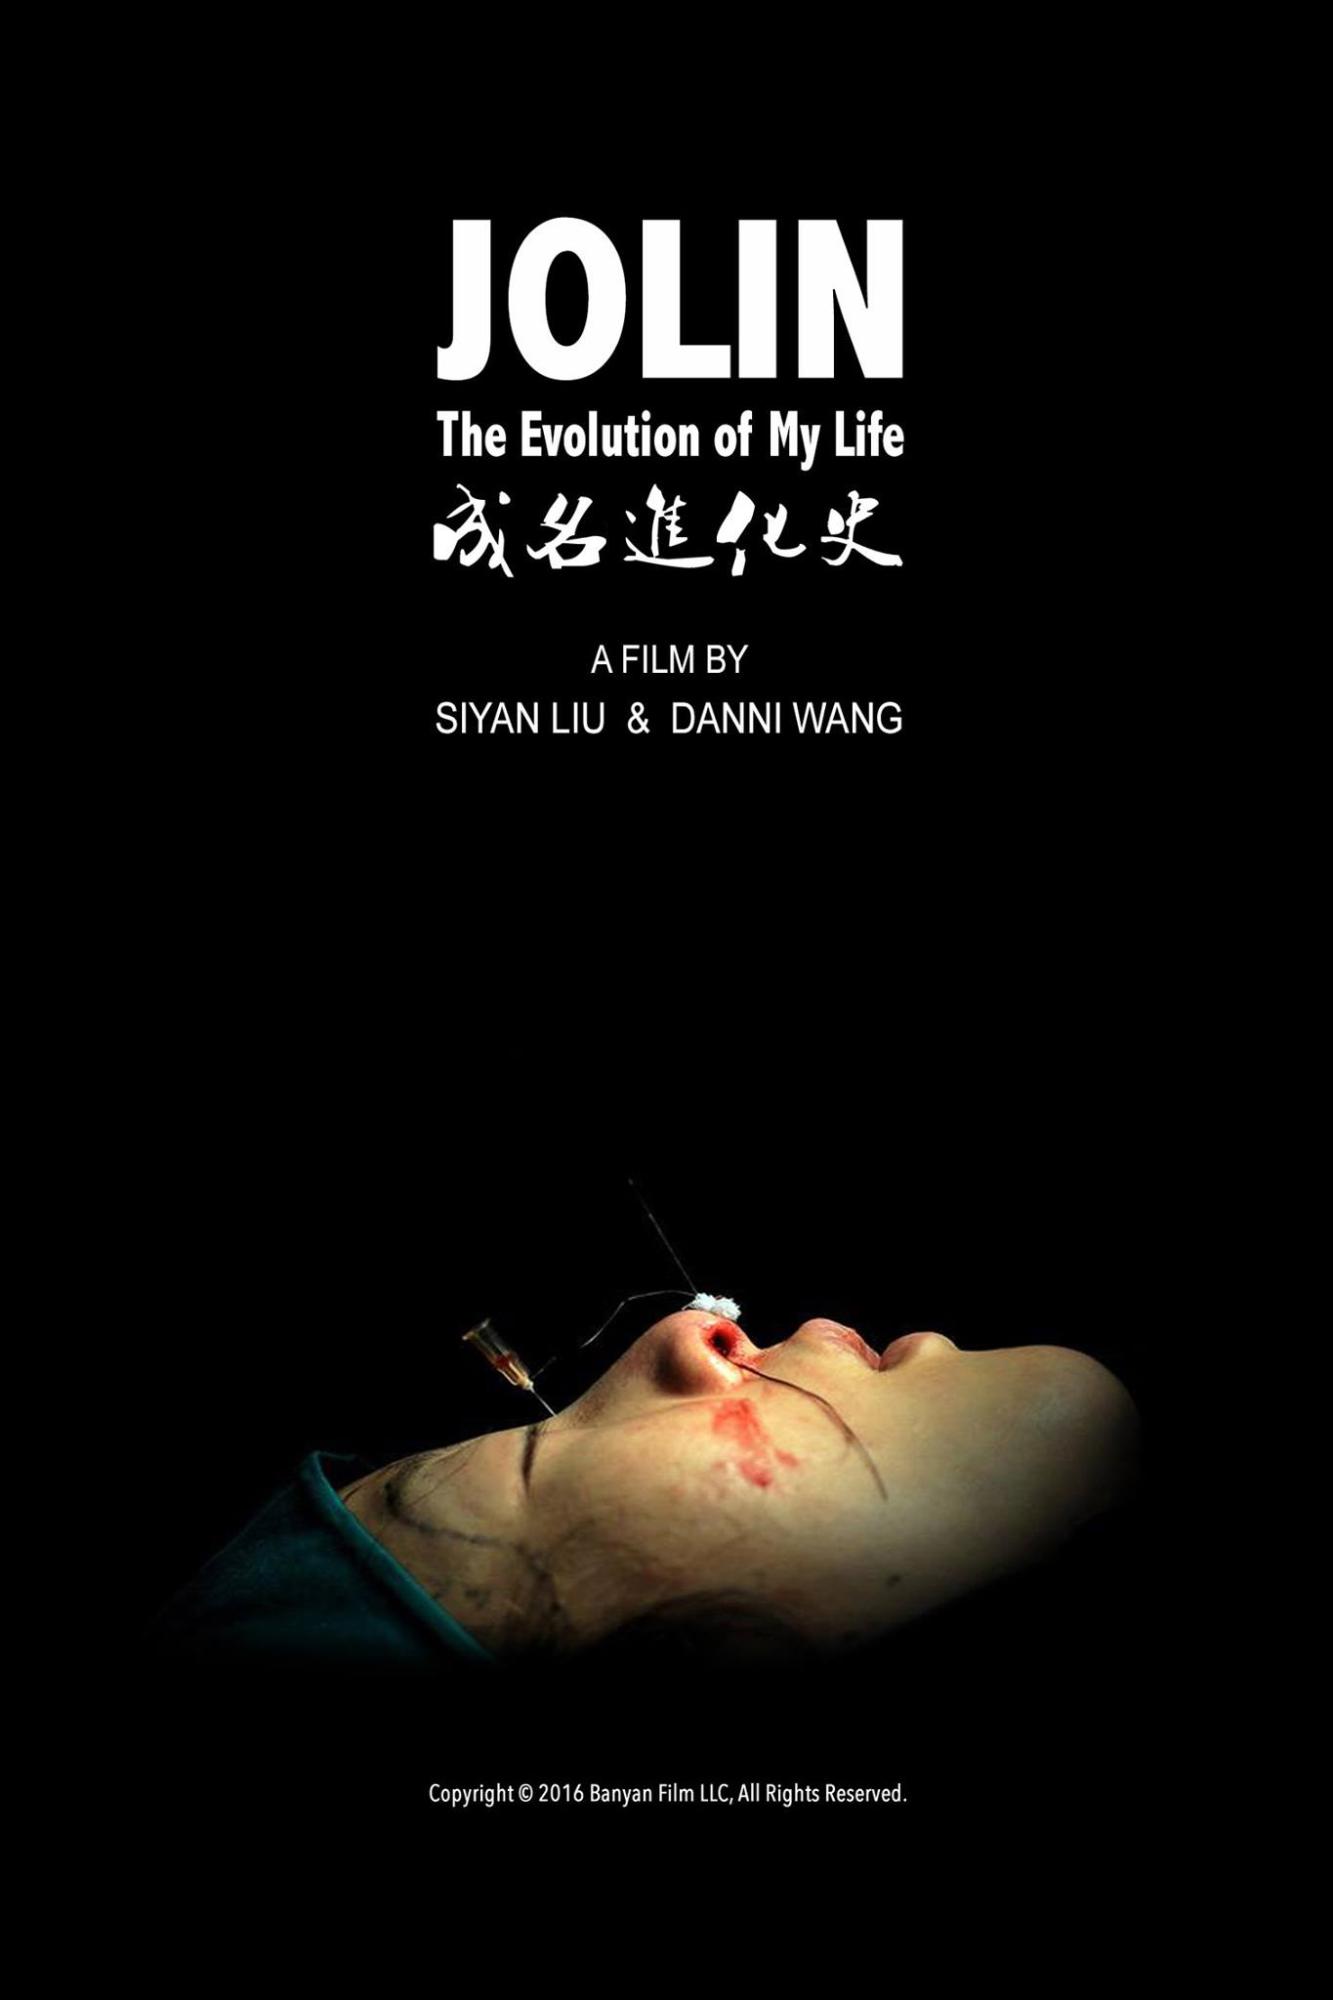 JOLIN
The Evolution of My Life
成名進化史
A FILM BY
SIYAN LIU & DANNI WANG
Copyright © 2016 Banyan Film LLC, All Rights Reserved.